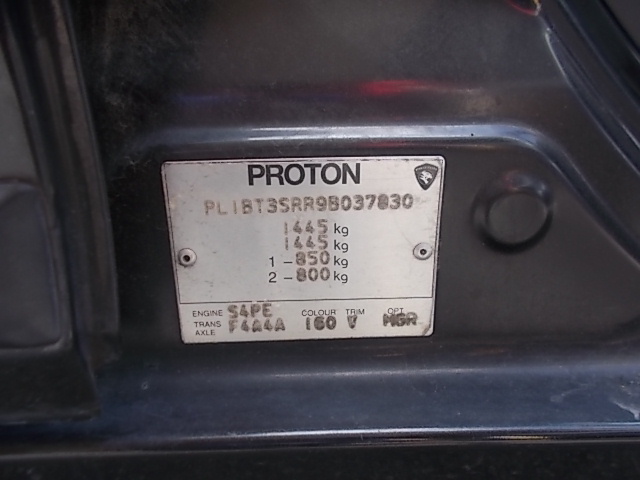 PROTON
PL1BT3SRR9B037830
1445 kg
1445 kg
1 - 850 kg
2 - 800 kg
ENGINE S4PE COLOUR TRIM OPT
TRANS AXLE F4A4A 160 V MGR